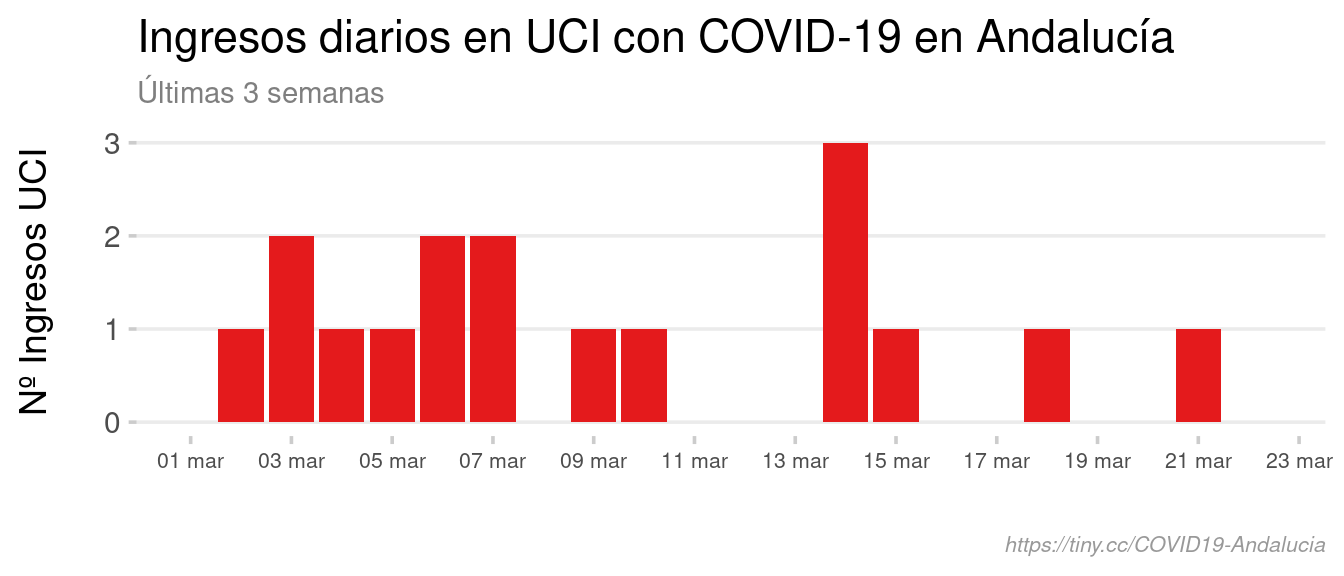 Ingresos diarios en UCI con COVID-19 en Andalucía
Últimas 3 semanas
Nº Ingresos UCI
3
2
1
0
01 mar 03 mar 05 mar 07 mar 09 mar 11 mar 13 mar 15 mar 17 mar 19 mar 21 mar 23 mar
https://tiny.cc/COVID19-Andalucia